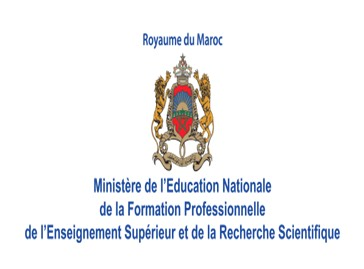 Royaume du Maroc
Ministère de l'Education Nationale
de la Formation Professionnelle
de l'Enseignement Supérieur et de la Recherche Scientifique